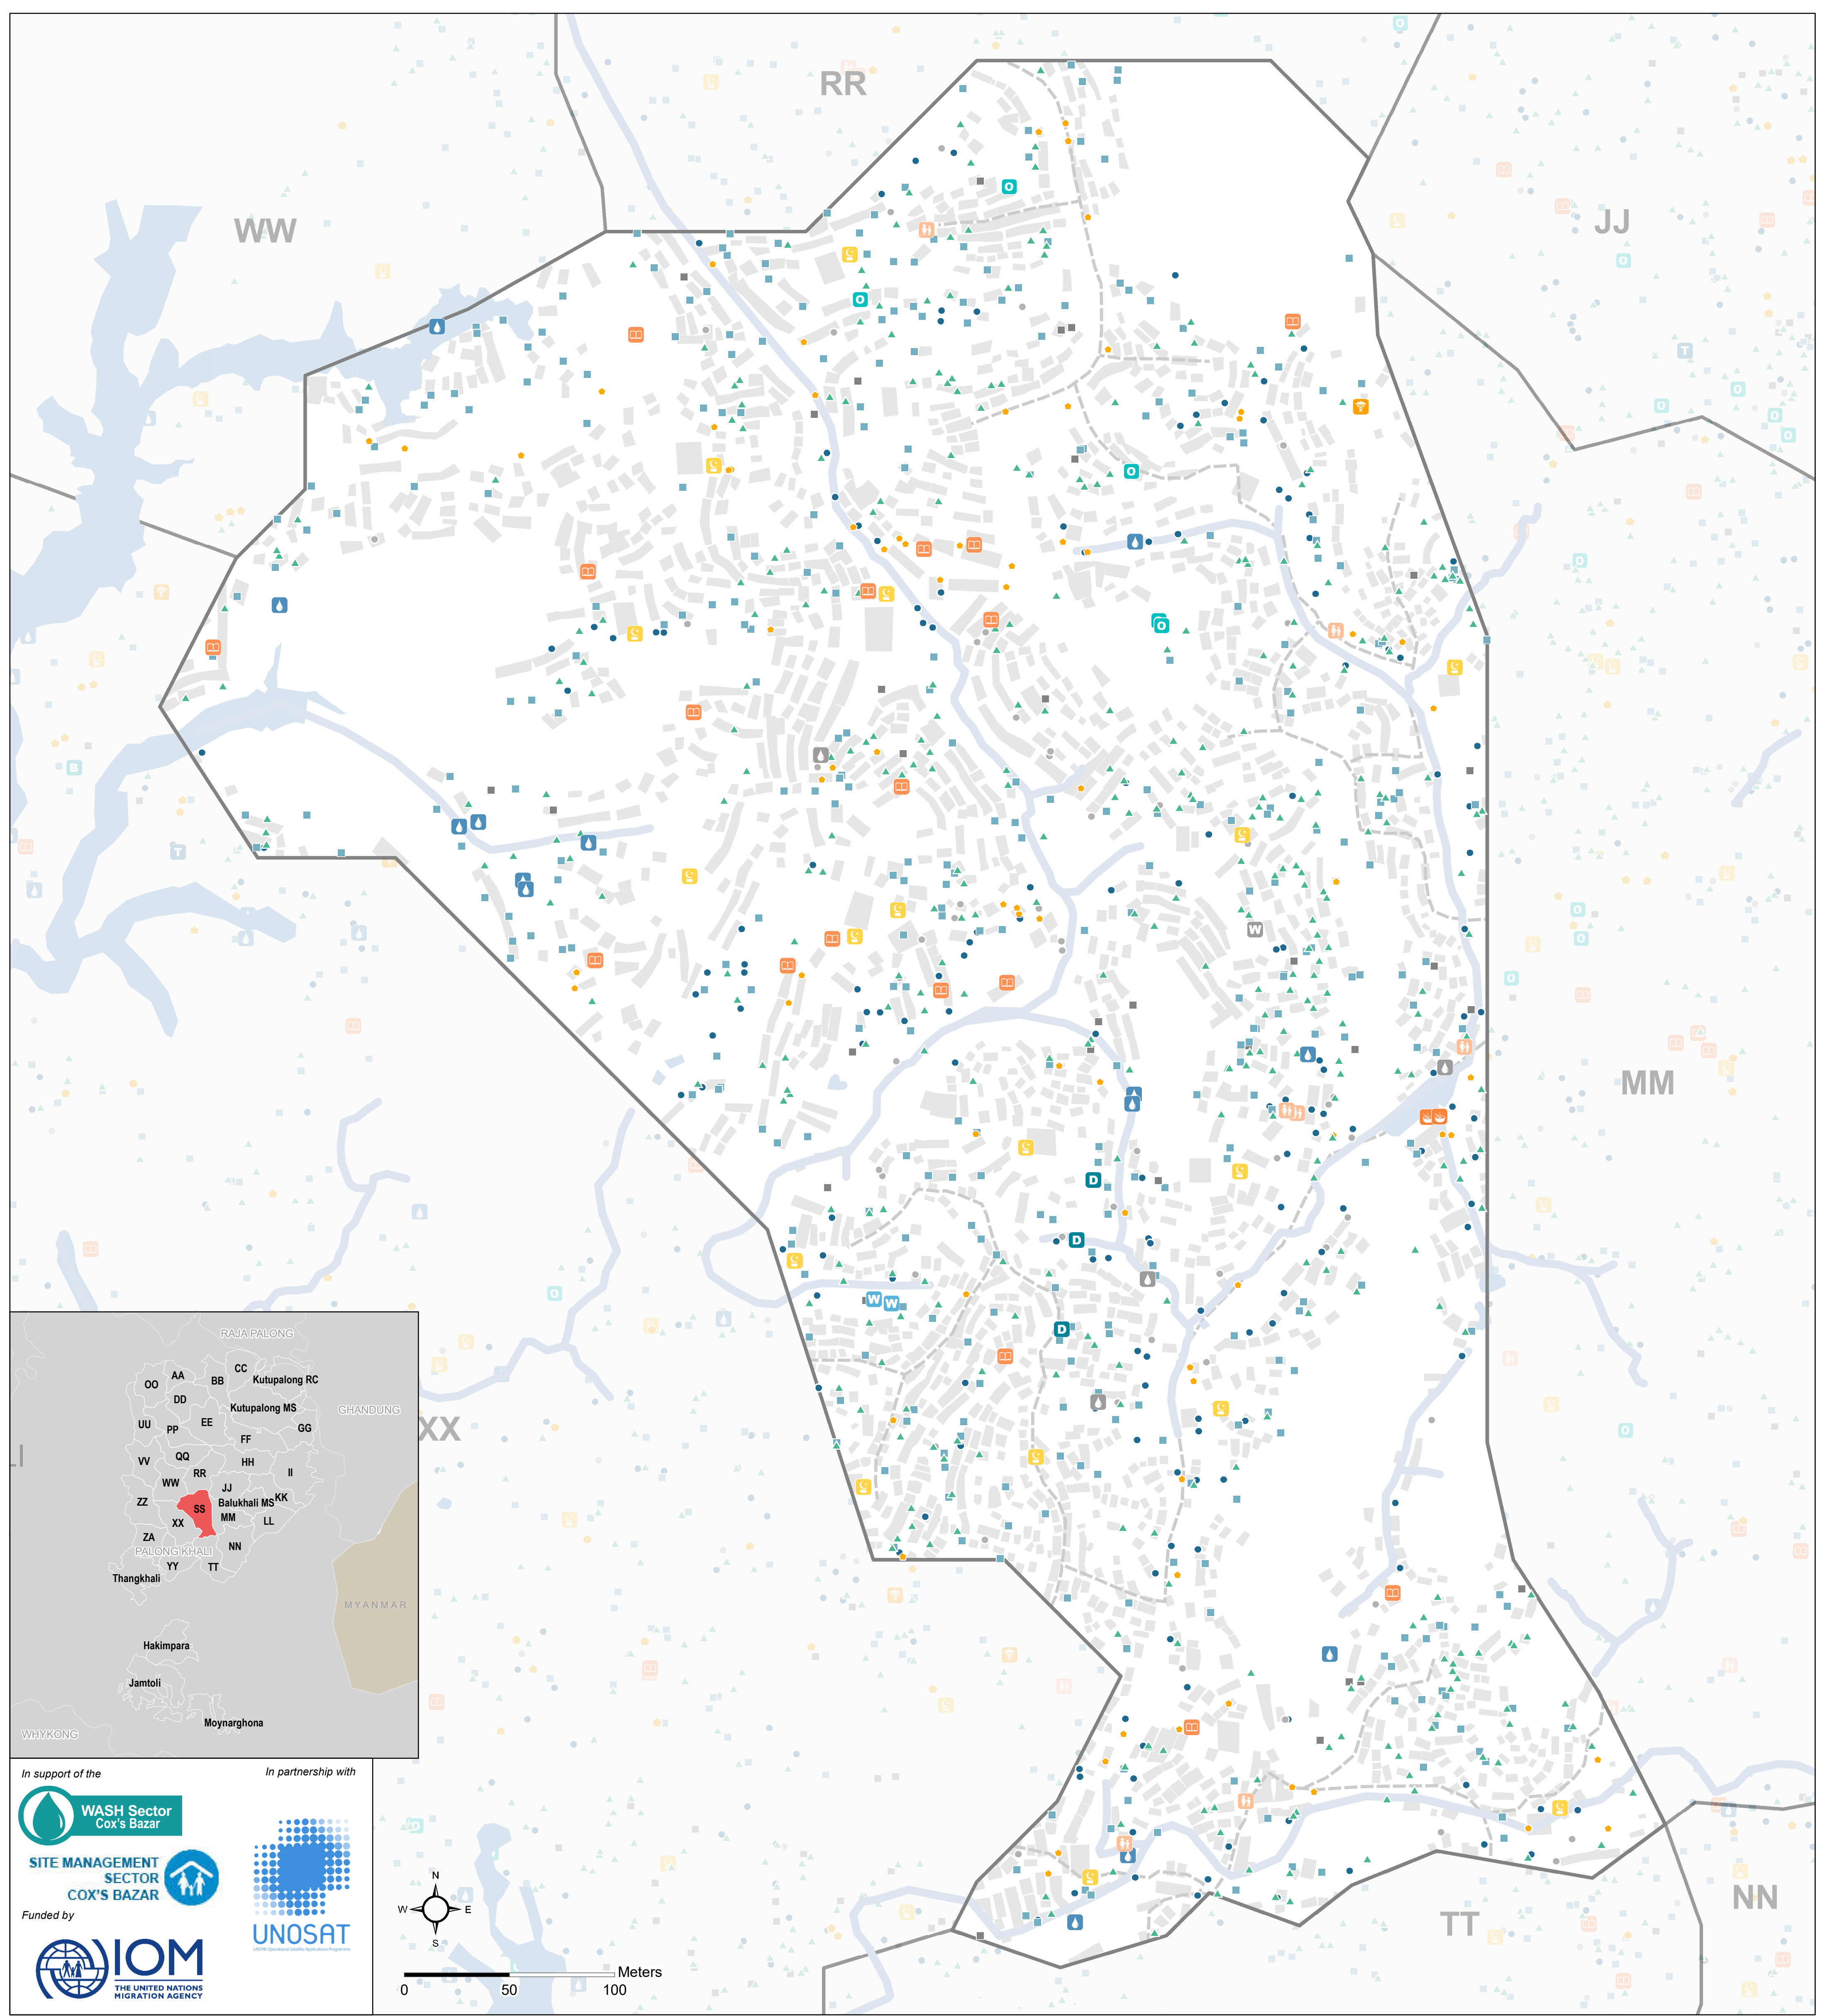 RR
WW
JJ
MM
XX
TT
NN
RAJA PALONG
CC
AA
BB
Kutupalong RC
OO
DD
Kutupalong MS
GHANDUNG
UU
PP
EE
GG
FF
QQ
VV
HH
RR
II
WW
JJ
KK
ZZ
SS
Balukhali MS
XX
MM
LL
ZA
NN
PALONG KHALI
YY
TT
Thangkhali
MYANMAR
Hakimpara
Jamtoli
Moynarghona
WHYKONG
In support of the
In partnership with
WASH Sector
Cox's Bazar
SITE MANAGEMENT
SECTOR
COX'S BAZAR
UNOSAT
Funded by
IOM
THE UNITED NATIONS
MIGRATION AGENCY
N
W
E
S
Meters
0
50
100